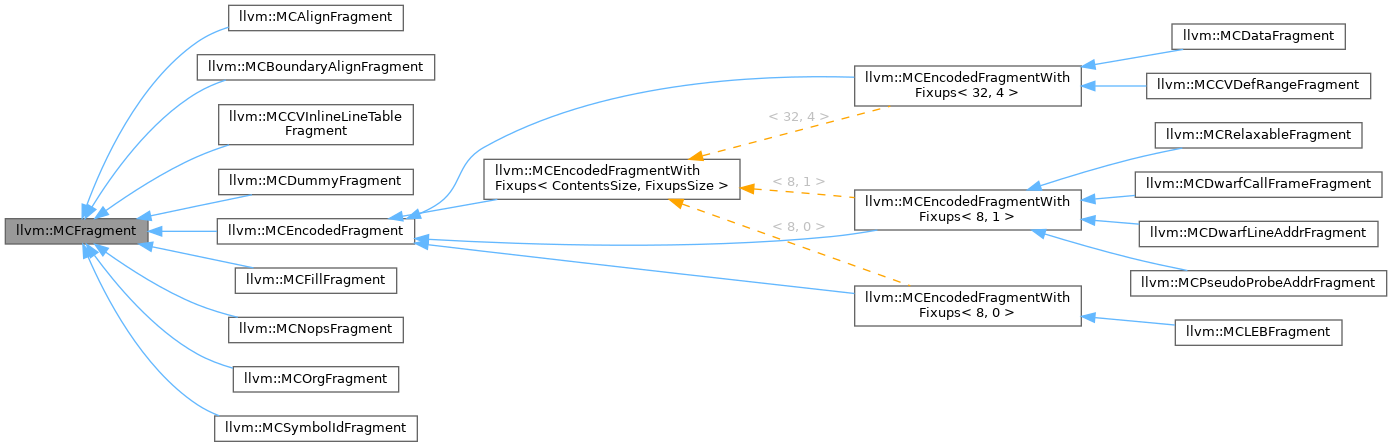 llvm::MCFragment
llvm::MCAlignFragment
llvm::MCBoundaryAlignFragment
llvm::MCCVInlineLineTable
Fragment
llvm::MCDummyFragment
llvm::MCEncodedFragment
llvm::MCFillFragment
llvm::MCNopsFragment
llvm::MCOrgFragment
llvm::MCSymbolIdFragment
llvm::MCEncodedFragmentWith
Fixups< ContentsSize, FixupsSize >
< 32, 4 >
< 8, 1 >
< 8, 0 >
llvm::MCEncodedFragmentWith
Fixups< 32, 4 >
llvm::MCEncodedFragmentWith
Fixups< 8, 1 >
llvm::MCEncodedFragmentWith
Fixups< 8, 0 >
llvm::MCDataFragment
llvm::MCCVDefRangeFragment
llvm::MCRelaxableFragment
llvm::MCDwarfCallFrameFragment
llvm::MCDwarfLineAddrFragment
llvm::MCPseudoProbeAddrFragment
llvm::MCLEBFragment